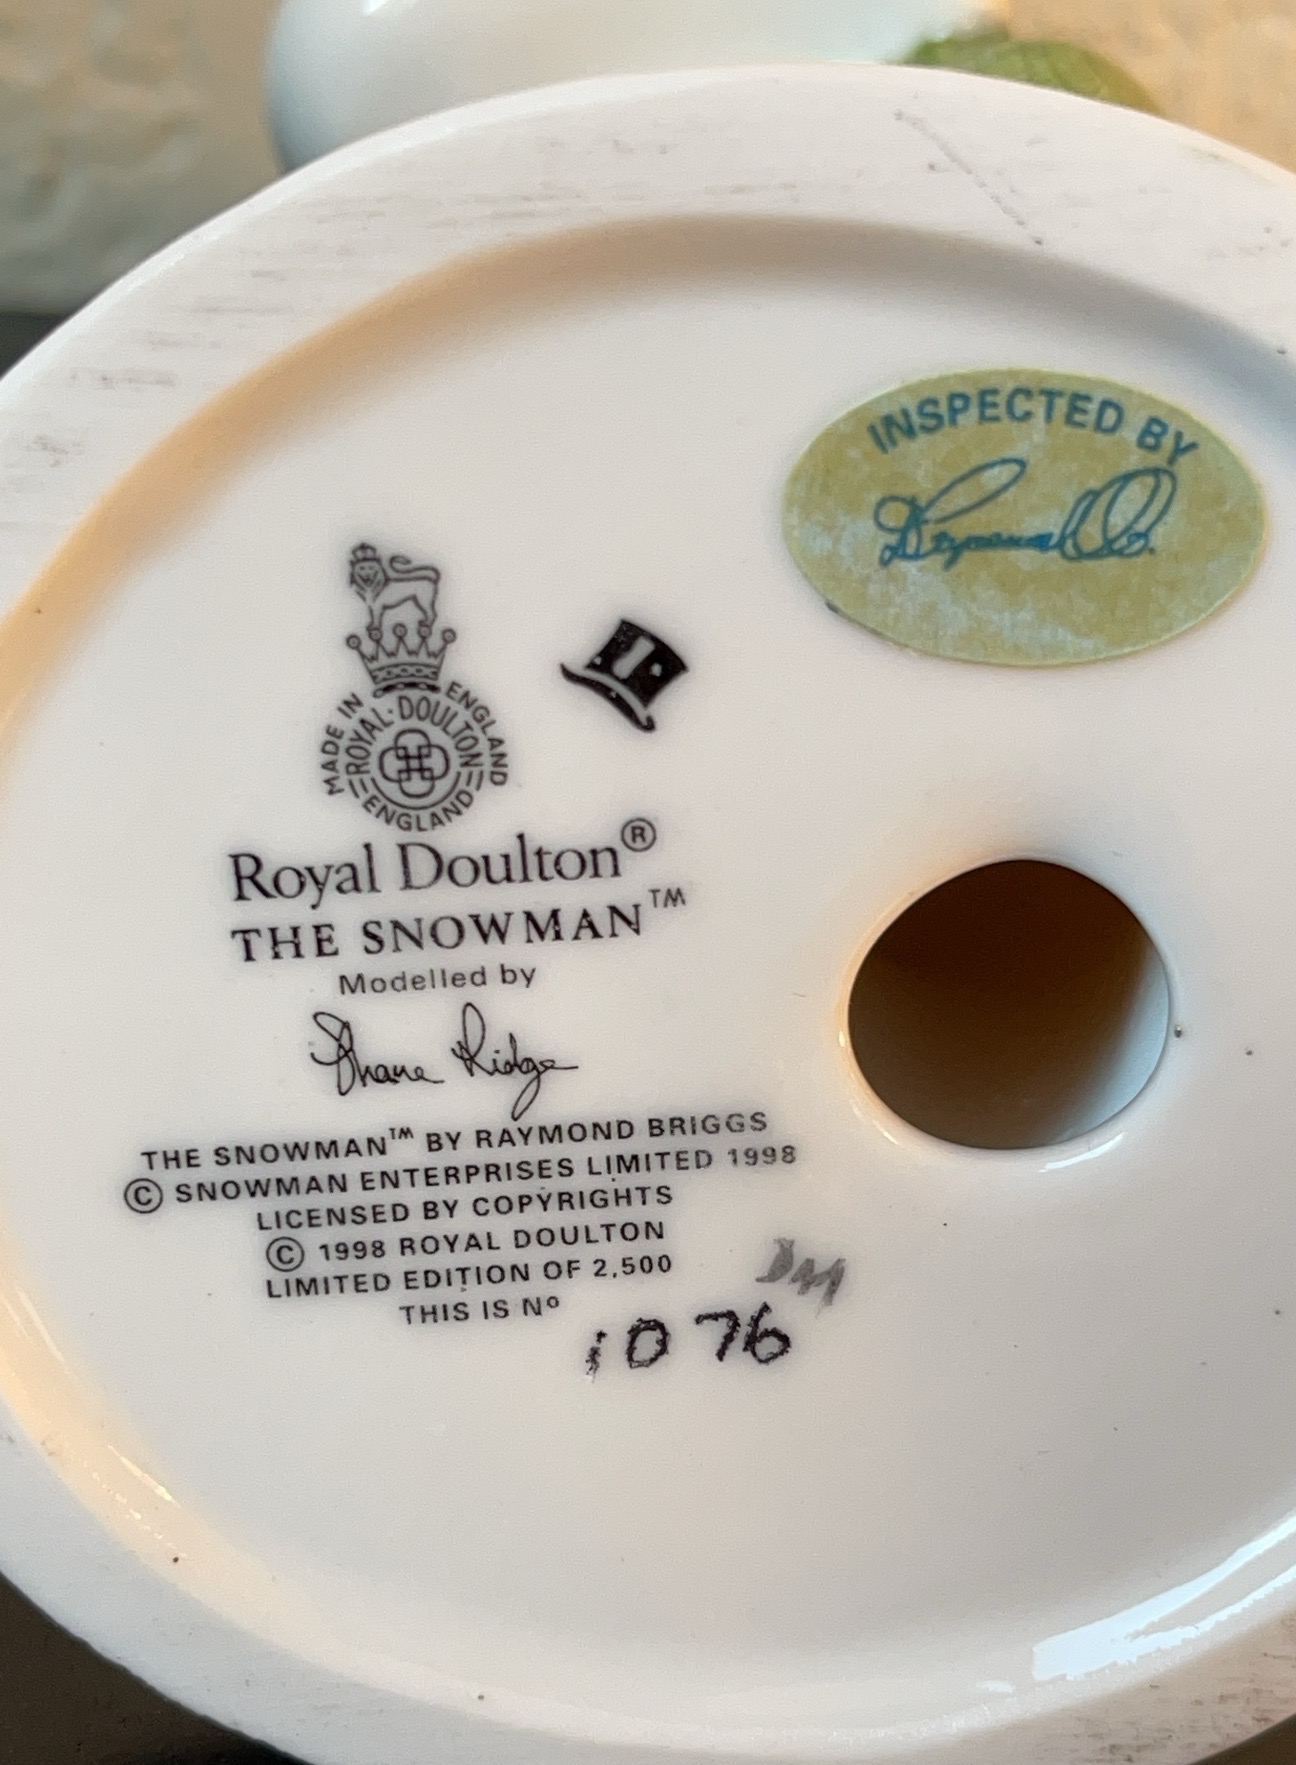 INSPECTED BY
MADE IN ENGLAND
ROYAL·DOULTON
ENGLAND
Royal Doulton®
THE SNOWMAN™
Modelled by
Shane Ridge
THE SNOWMAN™ BY RAYMOND BRIGGS
© SNOWMAN ENTERPRISES LIMITED 1998
LICENSED BY COPYRIGHTS
© 1998 ROYAL DOULTON
LIMITED EDITION OF 2,500
THIS IS Nº
1076